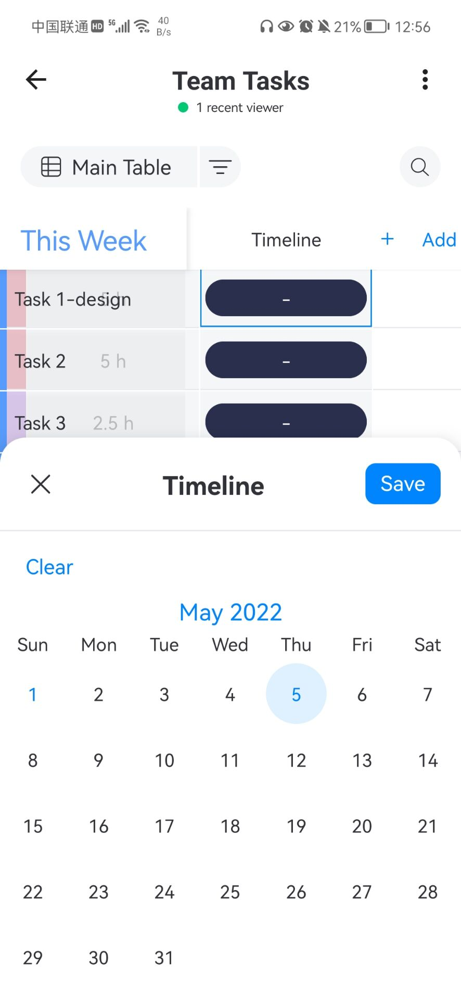 中国联通 HD 5G 40 B/s 21% 12:56
Team Tasks
1 recent viewer
Main Table
This Week Timeline + Add
Task 1-design 5 h -
Task 2 5 h -
Task 3 2.5 h -
Timeline Save
Clear
May 2022
Sun Mon Tue Wed Thu Fri Sat
1 2 3 4 5 6 7
8 9 10 11 12 13 14
15 16 17 18 19 20 21
22 23 24 25 26 27 28
29 30 31